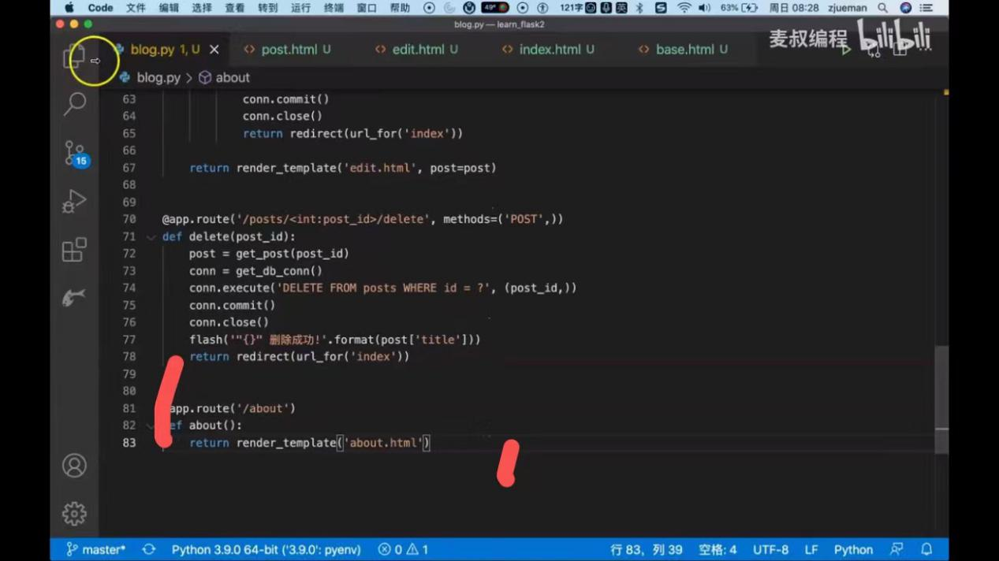 Code 文件 编辑 选择 查看 转到 运行 终端 窗口 帮助 49° 121字 英 63% 周日 08:28 zjueman
blog.py — learn_flask2
麦叔编程 bilibili
blog.py 1, U post.html U edit.html U index.html U base.html U
blog.py > about
63 conn.commit()
64 conn.close()
65 return redirect(url_for('index'))
66
67 return render_template('edit.html', post=post)
68
69
70 @app.route('/posts/<int:post_id>/delete', methods=('POST',))
71 def delete(post_id):
72 post = get_post(post_id)
73 conn = get_db_conn()
74 conn.execute('DELETE FROM posts WHERE id = ?', (post_id,))
75 conn.commit()
76 conn.close()
77 flash('"{}" 删除成功!'.format(post['title']))
78 return redirect(url_for('index'))
79
80
81 app.route('/about')
82 ef about():
83 return render_template('about.html')
15
master* Python 3.9.0 64-bit ('3.9.0': pyenv) 0 1 行 83, 列 39 空格: 4 UTF-8 LF Python